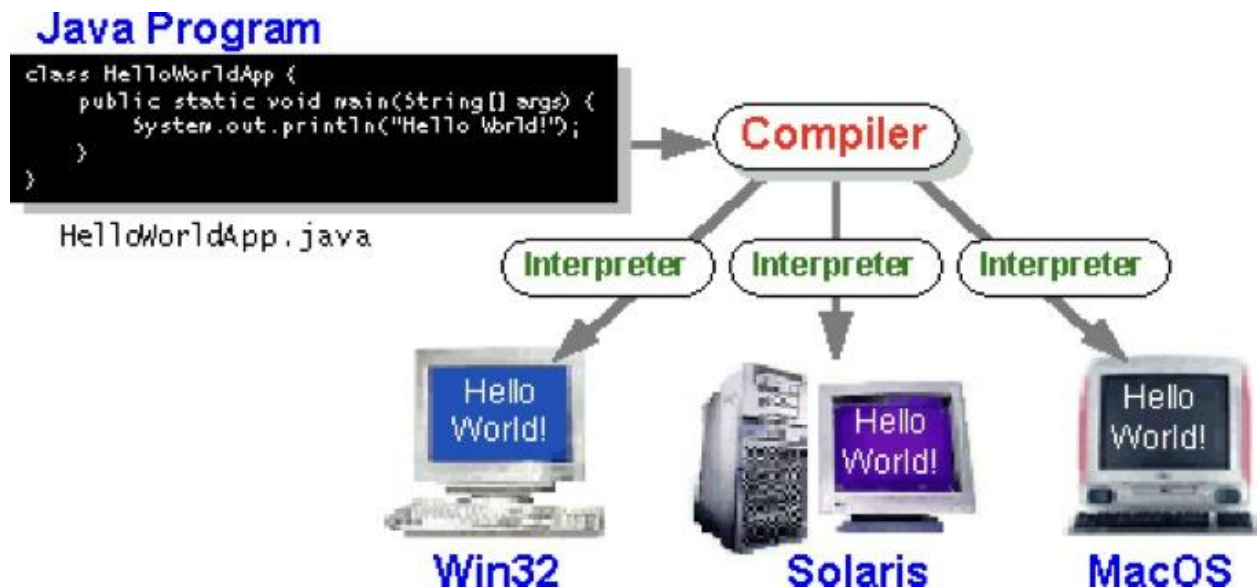 Java Program
class HelloWorldApp {
    public static void main(String[] args) {
        System.out.println("Hello World!");
    }
}
HelloWorldApp.java
Compiler
Interpreter
Interpreter
Interpreter
Hello
World!
Hello
World!
Hello
World!
Win32
Solaris
MacOS